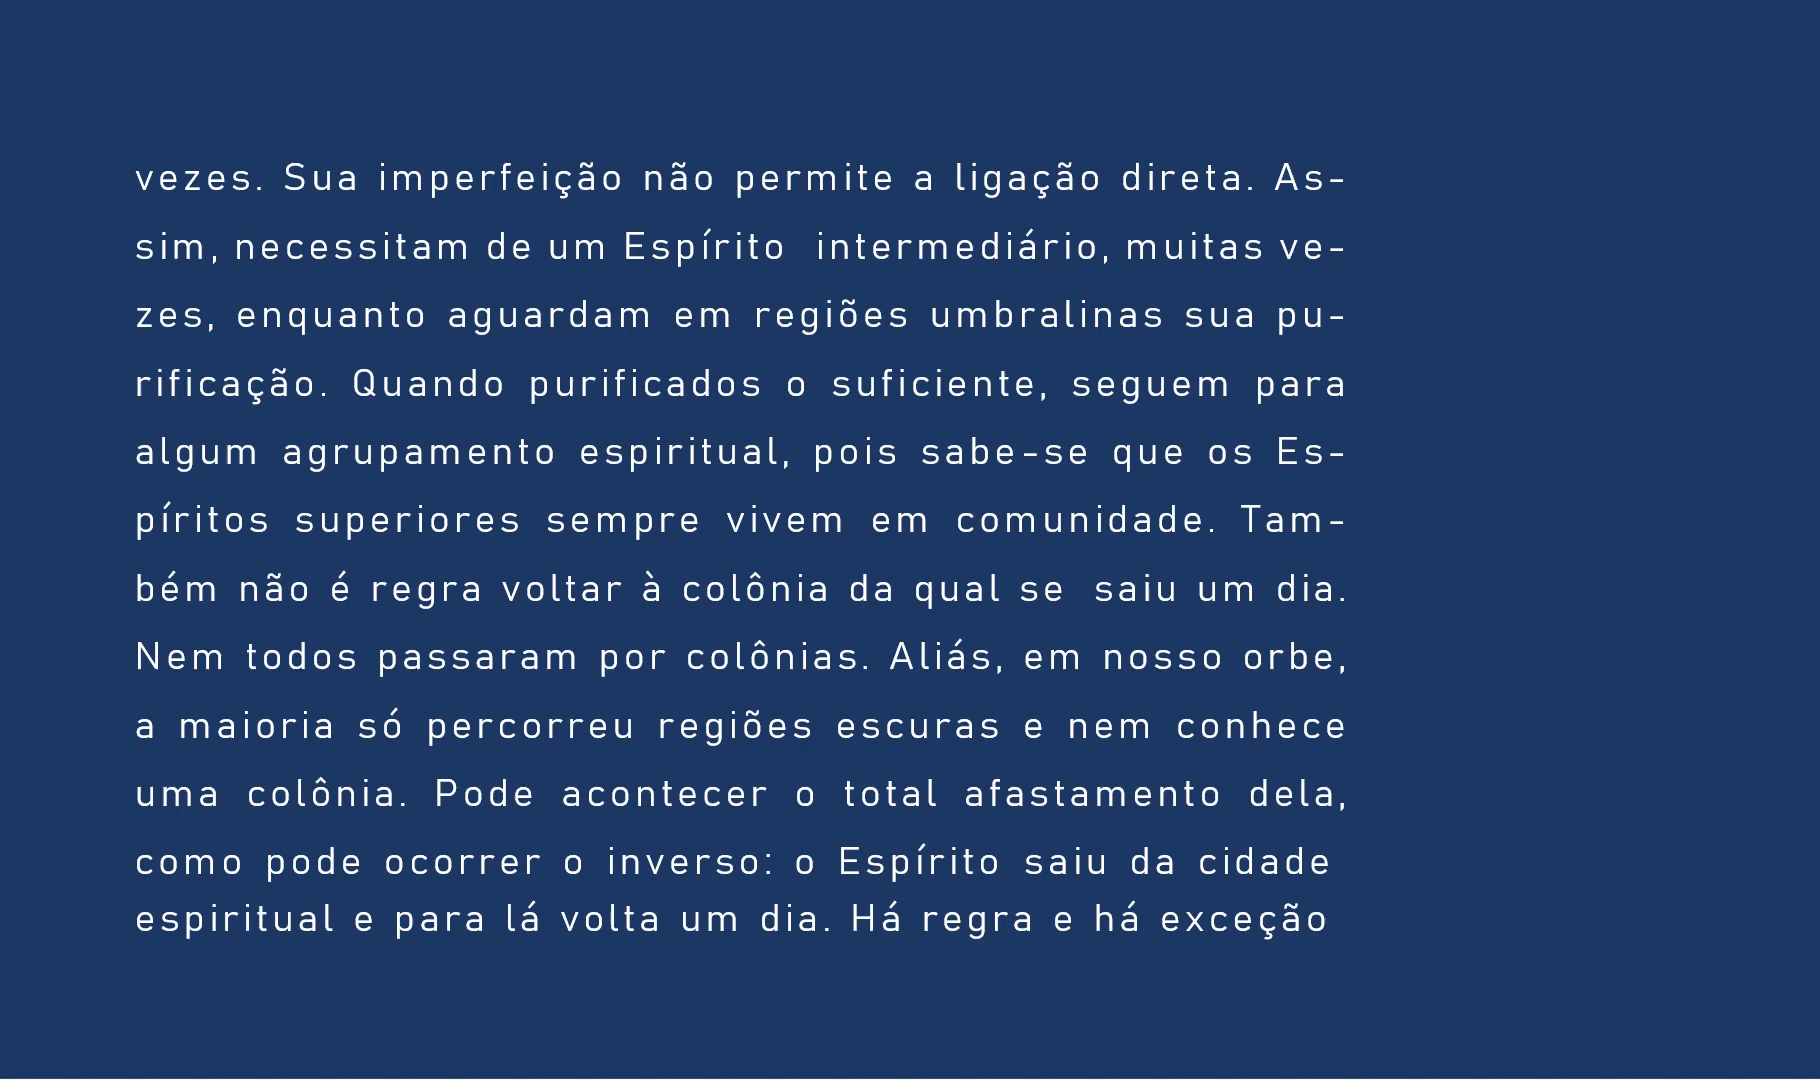 vezes. Sua imperfeição não permite a ligação direta. As-
sim, necessitam de um Espírito intermediário, muitas ve-
zes, enquanto aguardam em regiões umbralinas sua pu-
rificação. Quando purificados o suficiente, seguem para
algum agrupamento espiritual, pois sabe-se que os Es-
píritos superiores sempre vivem em comunidade. Tam-
bém não é regra voltar à colônia da qual se saiu um dia.
Nem todos passaram por colônias. Aliás, em nosso orbe,
a maioria só percorreu regiões escuras e nem conhece
uma colônia. Pode acontecer o total afastamento dela,
como pode ocorrer o inverso: o Espírito saiu da cidade
espiritual e para lá volta um dia. Há regra e há exceção